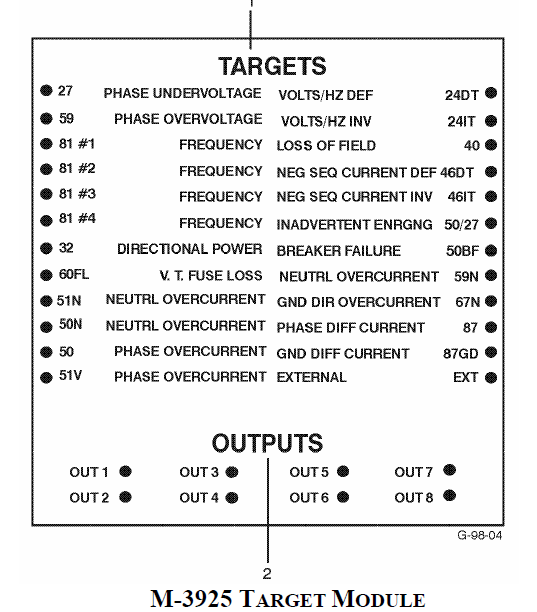 1
TARGETS
27 PHASE UNDERVOLTAGE VOLTS/HZ DEF 24DT
59 PHASE OVERVOLTAGE VOLTS/HZ INV 24IT
81 #1 FREQUENCY LOSS OF FIELD 40
81 #2 FREQUENCY NEG SEQ CURRENT DEF 46DT
81 #3 FREQUENCY NEG SEQ CURRENT INV 46IT
81 #4 FREQUENCY INADVERTENT ENRGNG 50/27
32 DIRECTIONAL POWER BREAKER FAILURE 50BF
60FL V. T. FUSE LOSS NEUTRL OVERCURRENT 59N
51N NEUTRL OVERCURRENT GND DIR OVERCURRENT 67N
50N NEUTRL OVERCURRENT PHASE DIFF CURRENT 87
50 PHASE OVERCURRENT GND DIFF CURRENT 87GD
51V PHASE OVERCURRENT EXTERNAL EXT
OUTPUTS
OUT 1 OUT 3 OUT 5 OUT 7
OUT 2 OUT 4 OUT 6 OUT 8
G-98-04
2
M-3925 TARGET MODULE